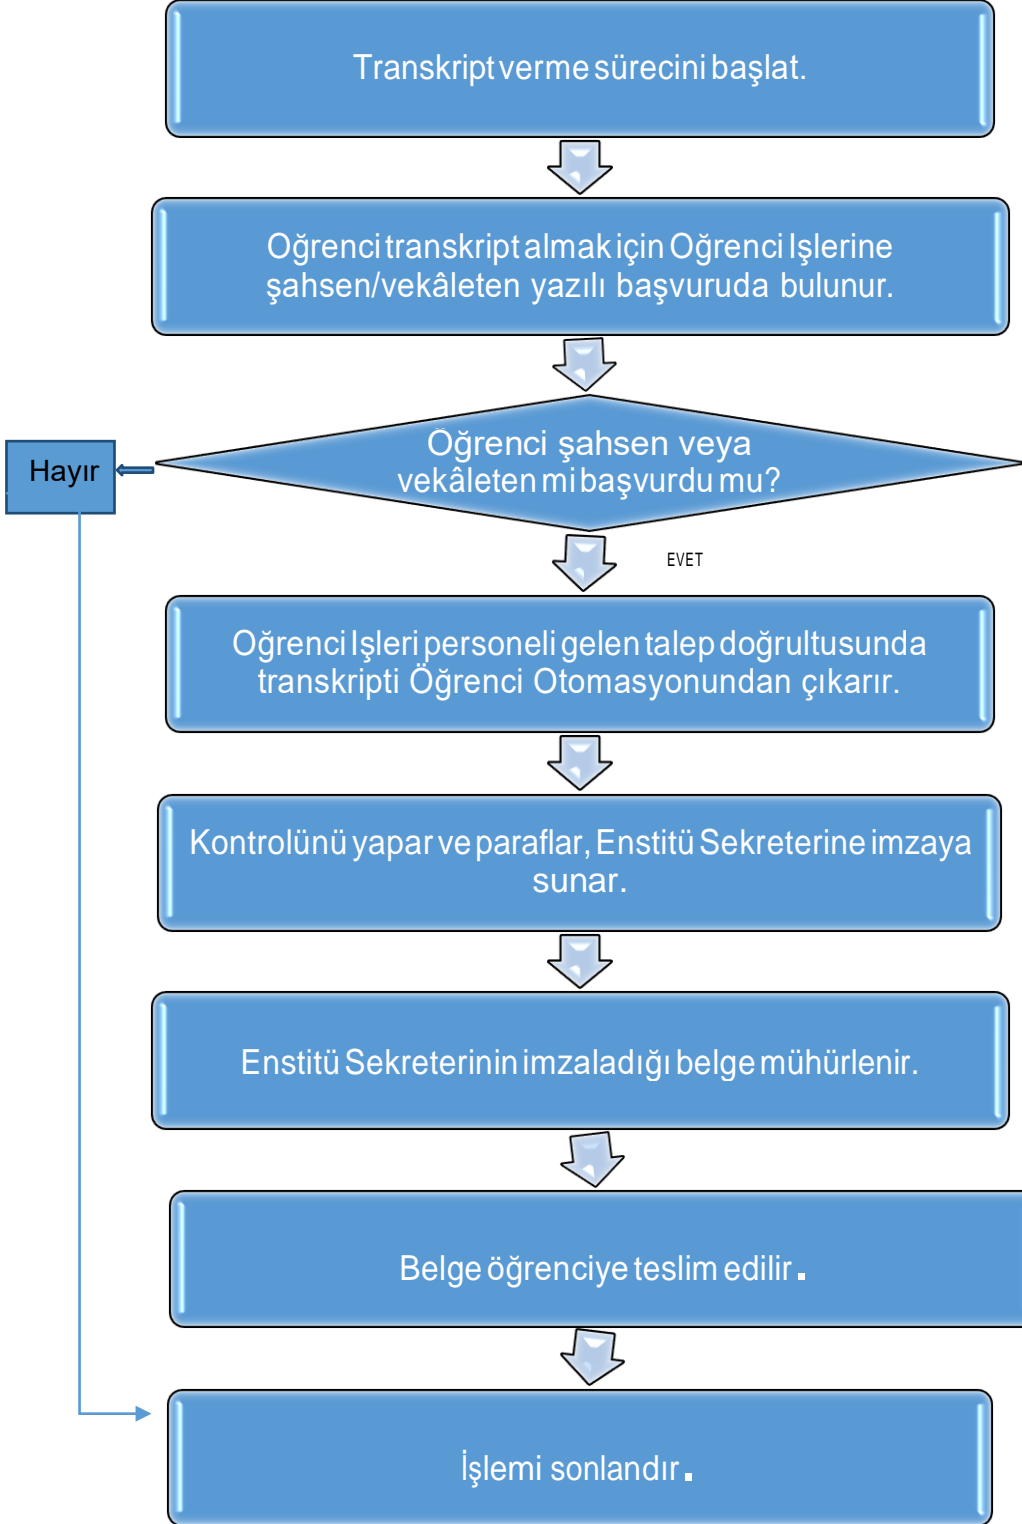 Transkript verme sürecini başlat.
Oğrenci transkript almak için Oğrenci Işlerine
şahsen/vekâleten yazılı başvuruda bulunur.
Öğrenci şahsen veya
vekâleten mi başvurdu mu?
Hayır
EVET
Oğrenci Işleri personeli gelen talep doğrultusunda
transkripti Öğrenci Otomasyonundan çıkarır.
Kontrolünü yapar ve paraflar, Enstitü Sekreterine imzaya
sunar.
Enstitü Sekreterinin imzaladığı belge mühürlenir.
Belge öğrenciye teslim edilir.
İşlemi sonlandır.